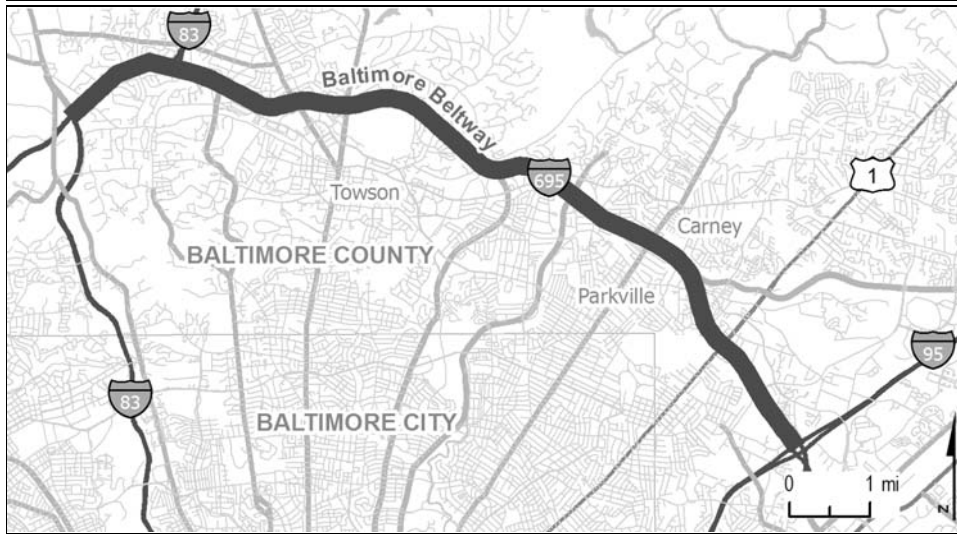 83
Baltimore Beltway
695
1
Towson
Carney
BALTIMORE COUNTY
Parkville
95
83
BALTIMORE CITY
0 1 mi
N